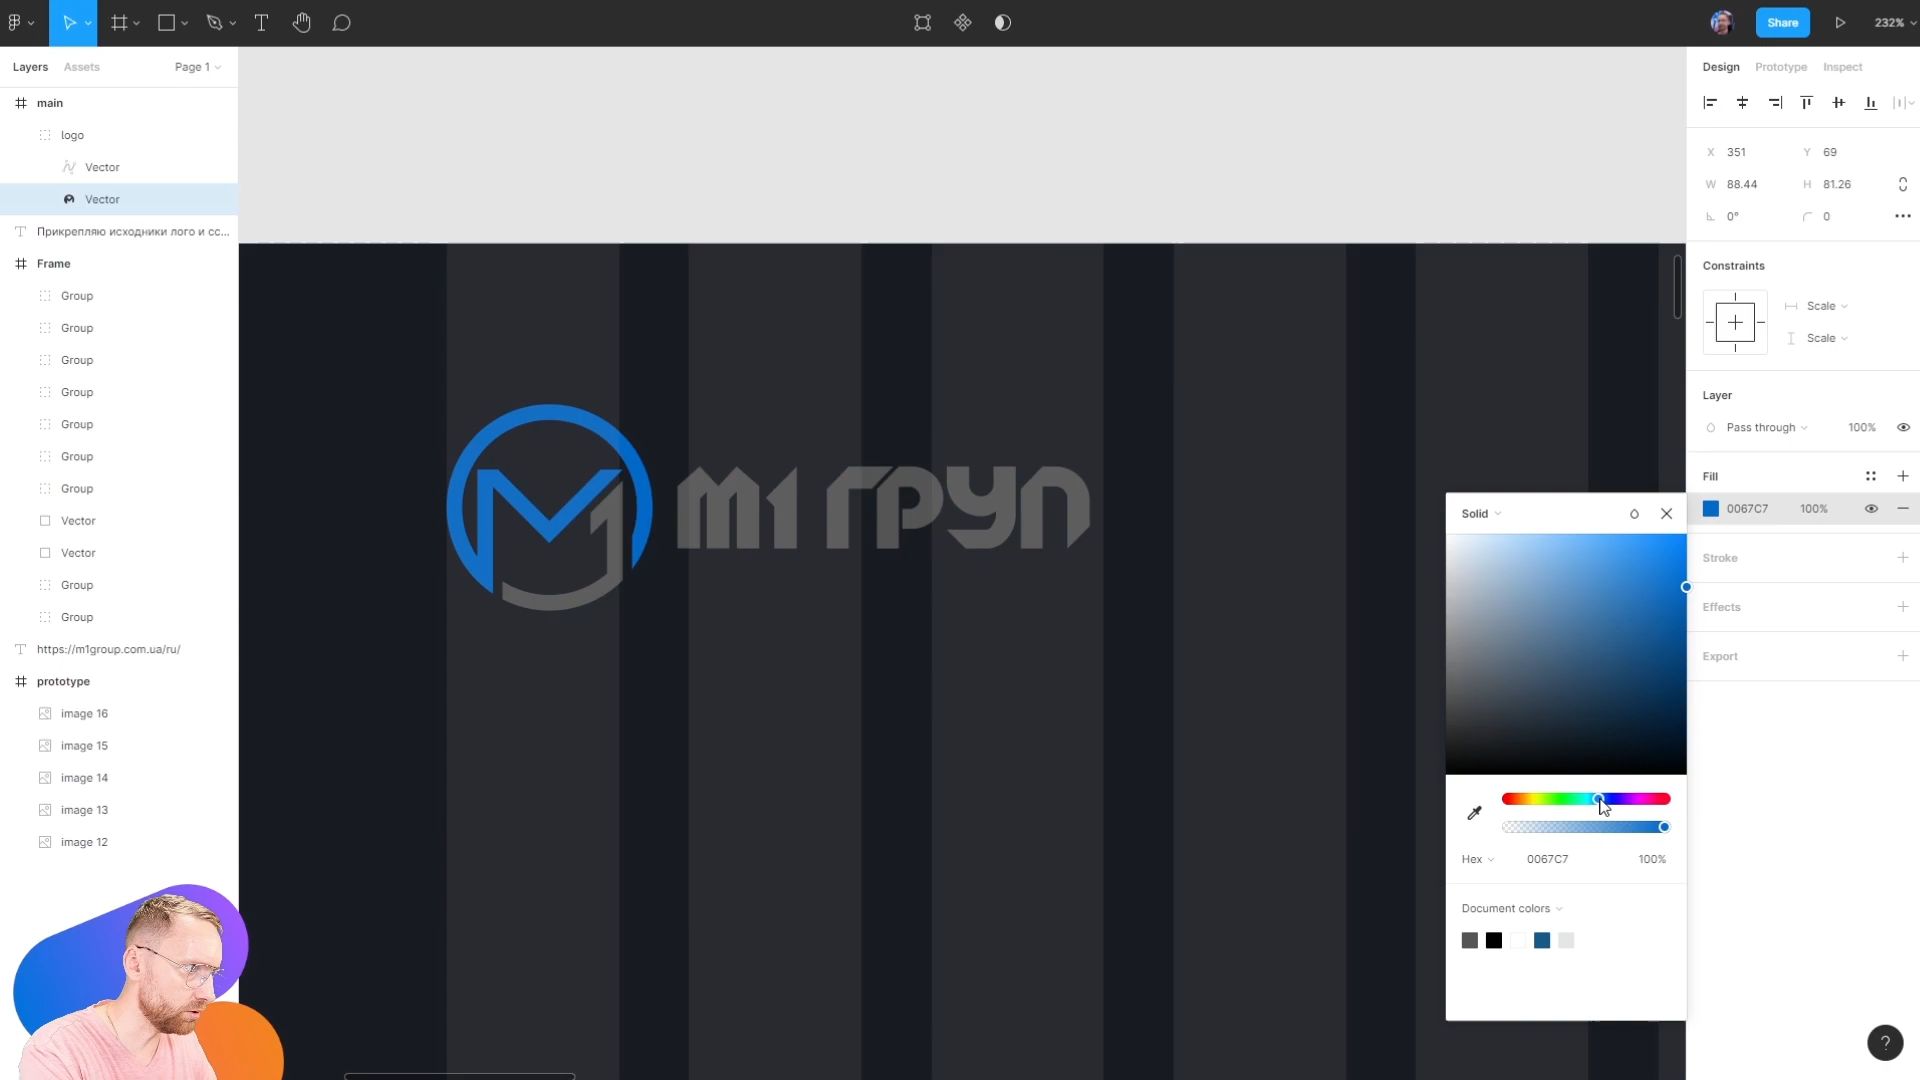 Share
232%
Layers
Assets
Page 1
Design
Prototype
Inspect
main
logo
Vector
Vector
Прикрепляю исходники лого и сс...
Frame
Group
Group
Group
Group
Group
Group
Group
Vector
Vector
Group
Group
https://m1group.com.ua/ru/
prototype
image 16
image 15
image 14
image 13
image 12
М1
m1 груп
X 351
Y 69
W 88.44
H 81.26
0°
0
Constraints
Scale
Scale
Layer
Pass through
100%
Fill
0067C7
100%
Stroke
Effects
Export
Solid
Hex
0067C7
100%
Document colors
?